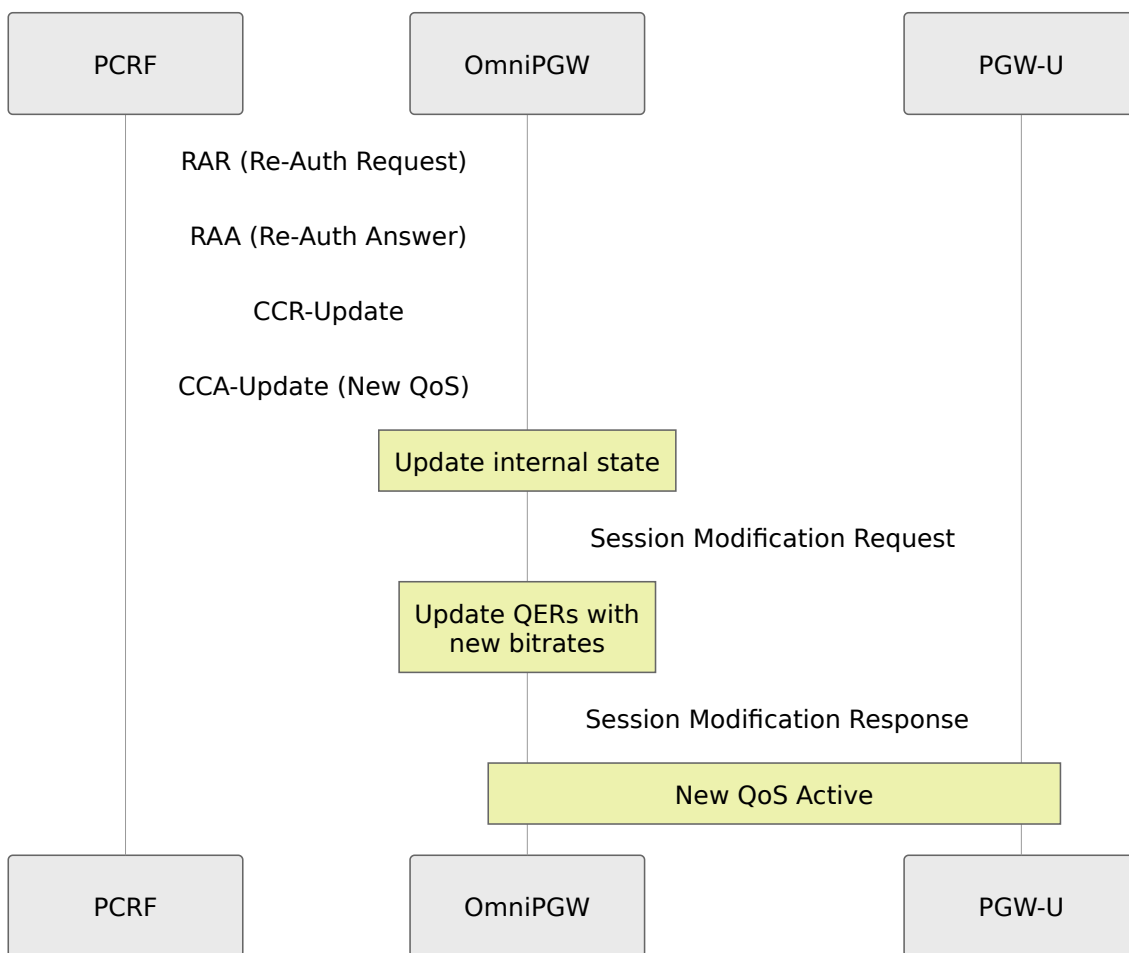 PCRF
OmniPGW
PGW-U
RAR (Re-Auth Request)
RAA (Re-Auth Answer)
CCR-Update
CCA-Update (New QoS)
Update internal state
Session Modification Request
Update QERs with
new bitrates
Session Modification Response
New QoS Active
PCRF
OmniPGW
PGW-U